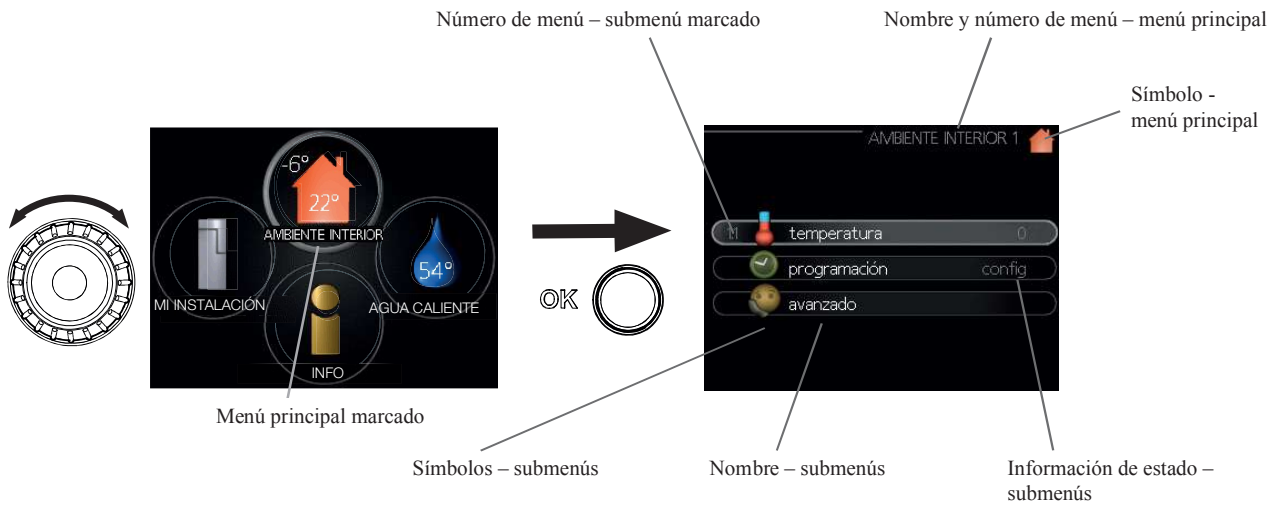 Número de menú – submenú marcado
Nombre y número de menú – menú principal
Símbolo -
menú principal
-6°
22°
AMBIENTE INTERIOR
MI INSTALACIÓN
54°
AGUA CALIENTE
INFO
Menú principal marcado
OK
AMBIENTE INTERIOR 1
1.1 temperatura 0
programación config
avanzado
Símbolos – submenús
Nombre – submenús
Información de estado –
submenús